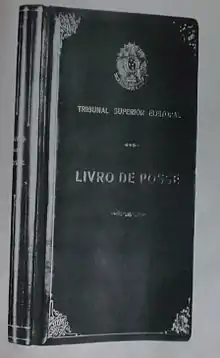 TRIBUNAL SUPERIOR ELEITORAL
LIVRO DE POSSE